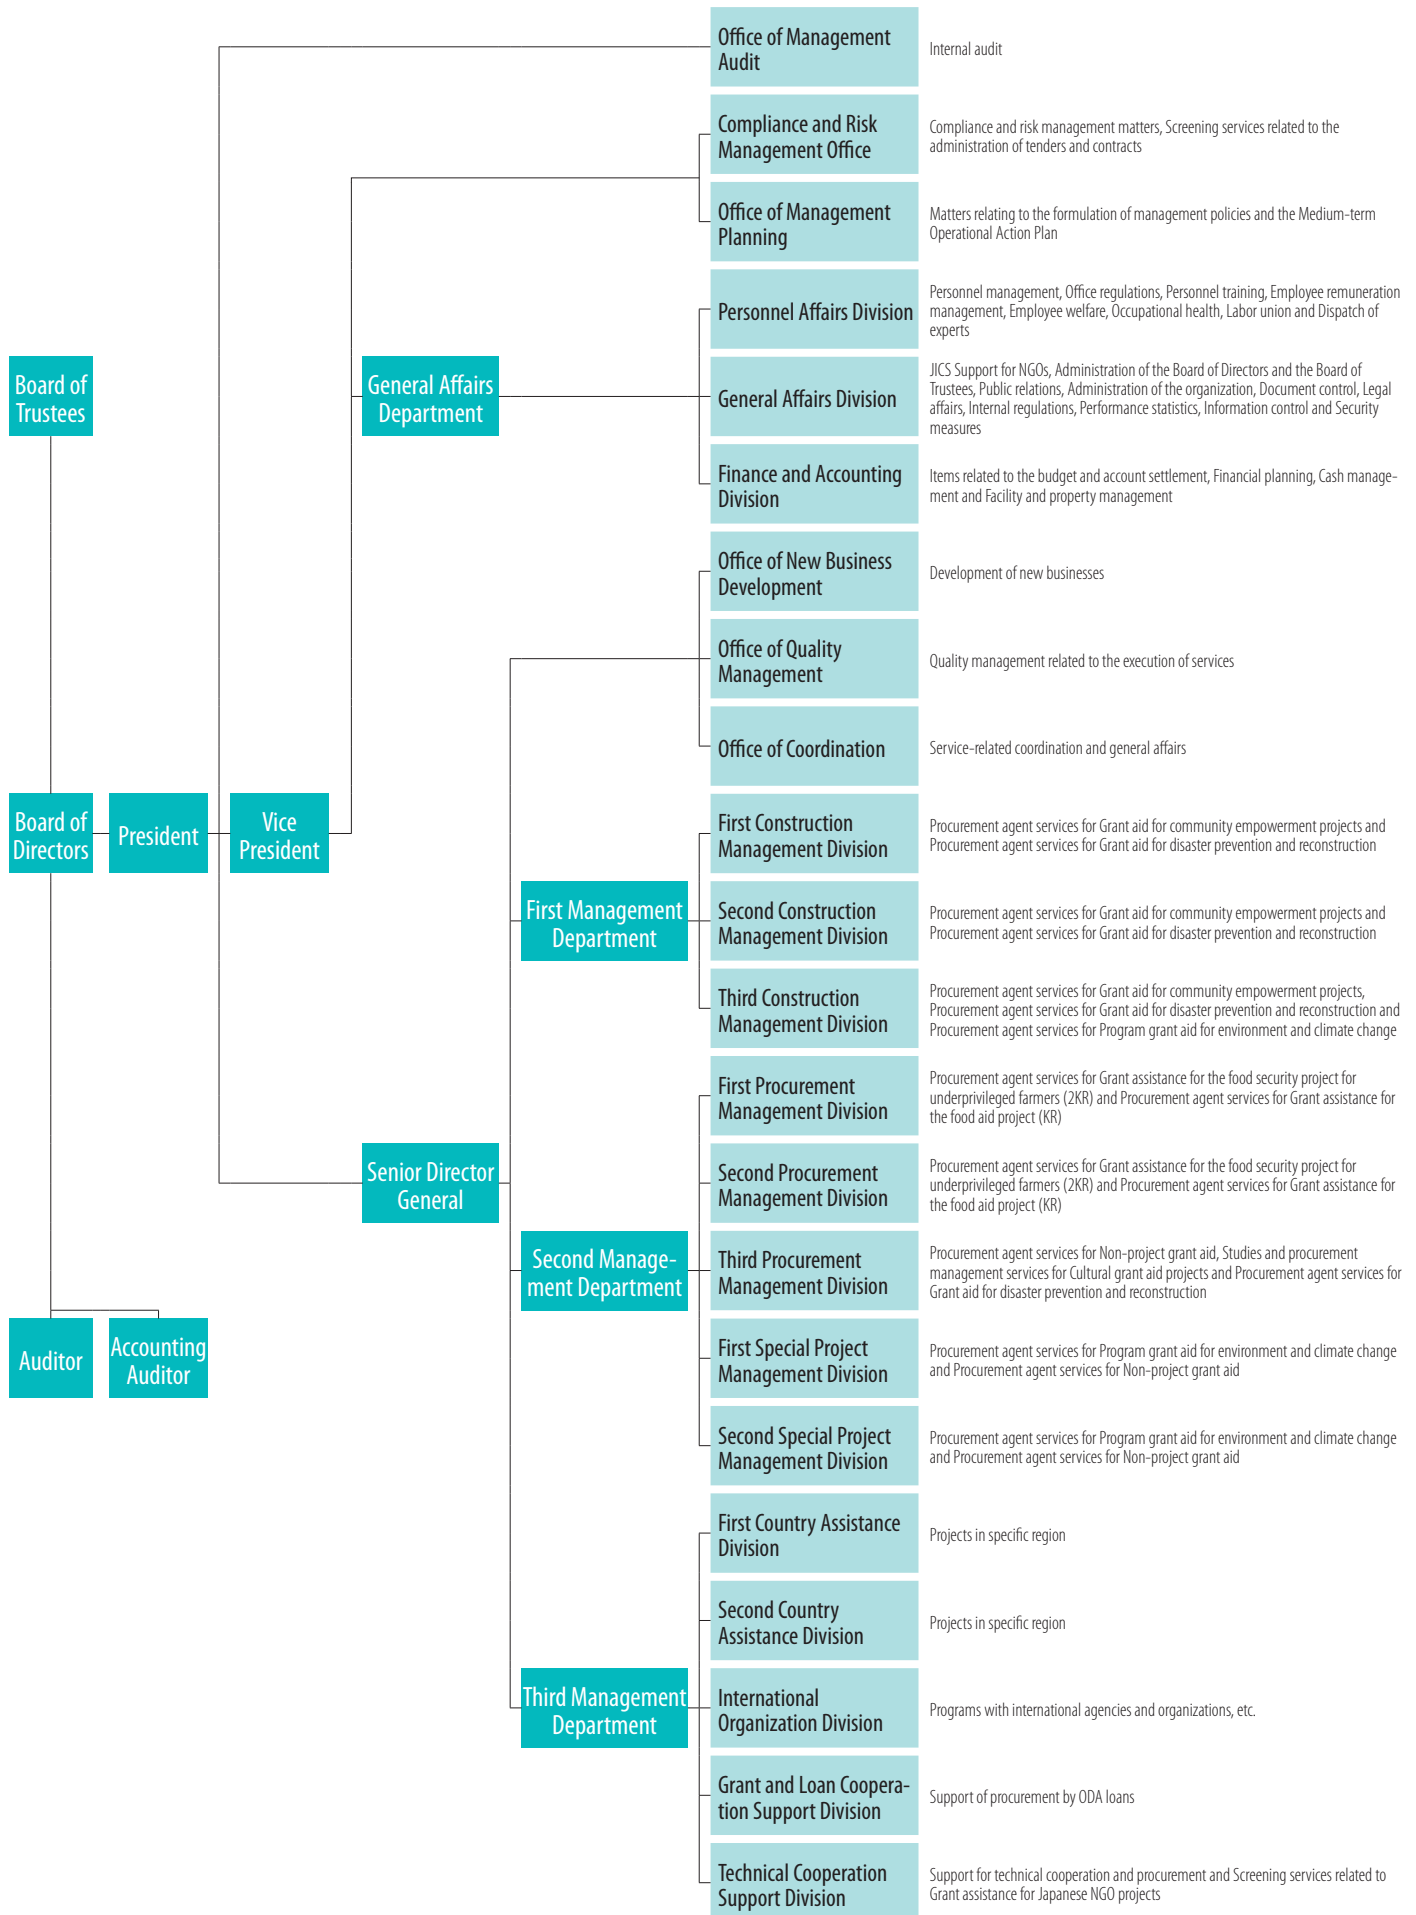 Office of Management
Audit
Internal audit
Compliance and Risk
Management Office
Compliance and risk management matters, Screening services related to the
administration of tenders and contracts
Office of Management
Planning
Matters relating to the formulation of management policies and the Medium-term
Operational Action Plan
Personnel Affairs Division
Personnel management, Office regulations, Personnel training, Employee remuneration
management, Employee welfare, Occupational health, Labor union and Dispatch of
experts
Board of
Trustees
General Affairs
Department
General Affairs Division
JICS Support for NGOs, Administration of the Board of Directors and the Board of
Trustees, Public relations, Administration of the organization, Document control, Legal
affairs, Internal regulations, Performance statistics, Information control and Security
measures
Finance and Accounting
Division
Items related to the budget and account settlement, Financial planning, Cash manage-
ment and Facility and property management
Office of New Business
Development
Development of new businesses
Office of Quality
Management
Quality management related to the execution of services
Office of Coordination
Service-related coordination and general affairs
Board of
Directors
President
Vice
President
First Construction
Management Division
Procurement agent services for Grant aid for community empowerment projects and
Procurement agent services for Grant aid for disaster prevention and reconstruction
First Management
Department
Second Construction
Management Division
Procurement agent services for Grant aid for community empowerment projects and
Procurement agent services for Grant aid for disaster prevention and reconstruction
Third Construction
Management Division
Procurement agent services for Grant aid for community empowerment projects,
Procurement agent services for Grant aid for disaster prevention and reconstruction and
Procurement agent services for Program grant aid for environment and climate change
First Procurement
Management Division
Procurement agent services for Grant assistance for the food security project for
underprivileged farmers (2KR) and Procurement agent services for Grant assistance for
the food aid project (KR)
Senior Director
General
Second Procurement
Management Division
Procurement agent services for Grant assistance for the food security project for
underprivileged farmers (2KR) and Procurement agent services for Grant assistance for
the food aid project (KR)
Second Manage-
ment Department
Third Procurement
Management Division
Procurement agent services for Non-project grant aid, Studies and procurement
management services for Cultural grant aid projects and Procurement agent services for
Grant aid for disaster prevention and reconstruction
Auditor
Accounting
Auditor
First Special Project
Management Division
Procurement agent services for Program grant aid for environment and climate change
and Procurement agent services for Non-project grant aid
Second Special Project
Management Division
Procurement agent services for Program grant aid for environment and climate change
and Procurement agent services for Non-project grant aid
First Country Assistance
Division
Projects in specific region
Second Country
Assistance Division
Projects in specific region
Third Management
Department
International
Organization Division
Programs with international agencies and organizations, etc.
Grant and Loan Coopera-
tion Support Division
Support of procurement by ODA loans
Technical Cooperation
Support Division
Support for technical cooperation and procurement and Screening services related to
Grant assistance for Japanese NGO projects